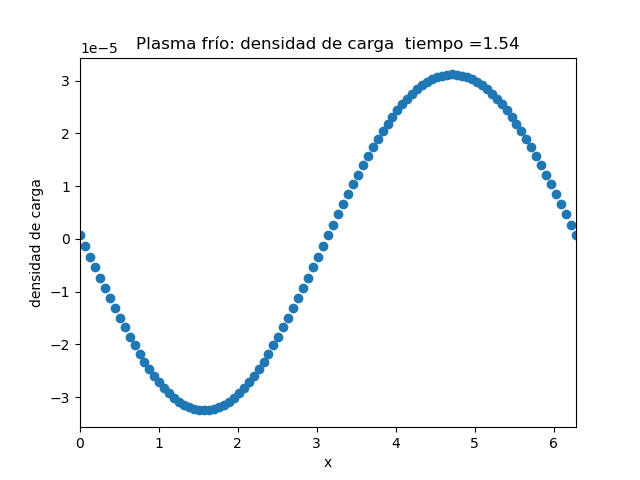 Plasma frío: densidad de carga  tiempo =1.54
1e−5
3
2
1
0
−1
−2
−3
densidad de carga
0 1 2 3 4 5 6
x